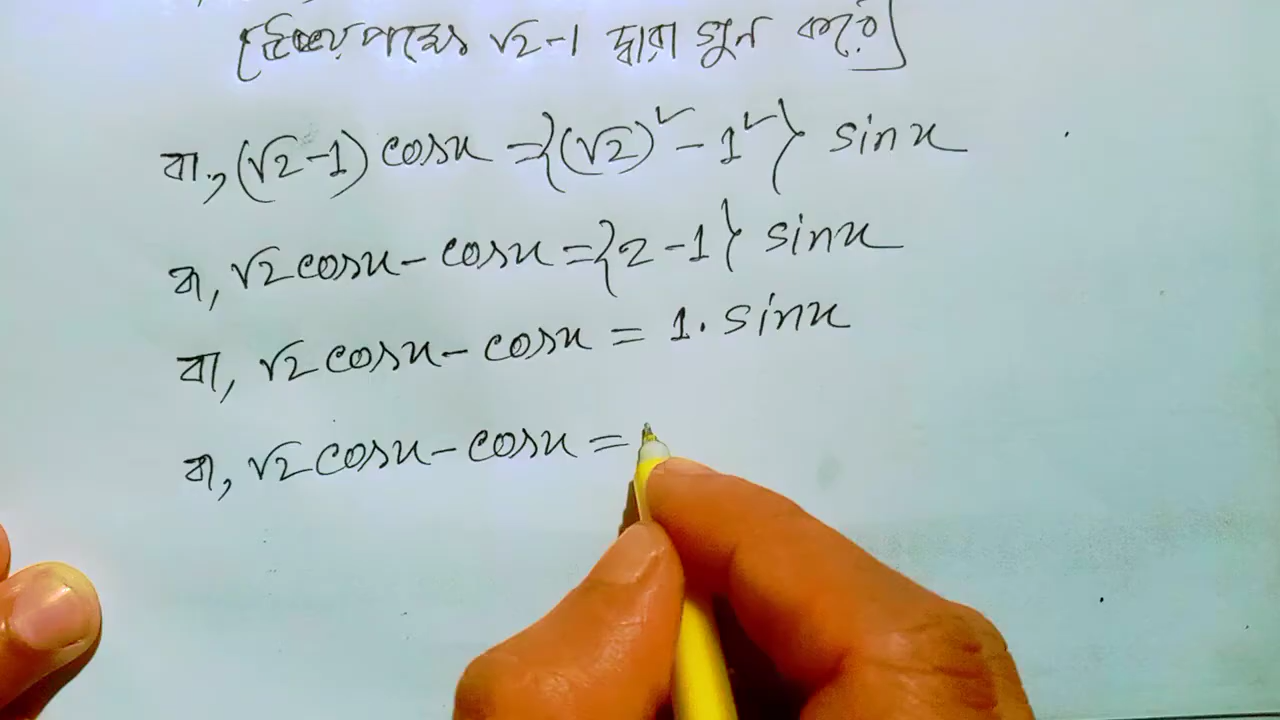 [উভয়পক্ষে √2-1 দ্বারা গুন করে]
বা, (√2-1) cosx = {(√2)² - 1²} sinx
বা, √2 cosx - cosx = {2-1} sinx
বা, √2 cosx - cosx = 1. sinx
বা, √2 cosx - cosx =